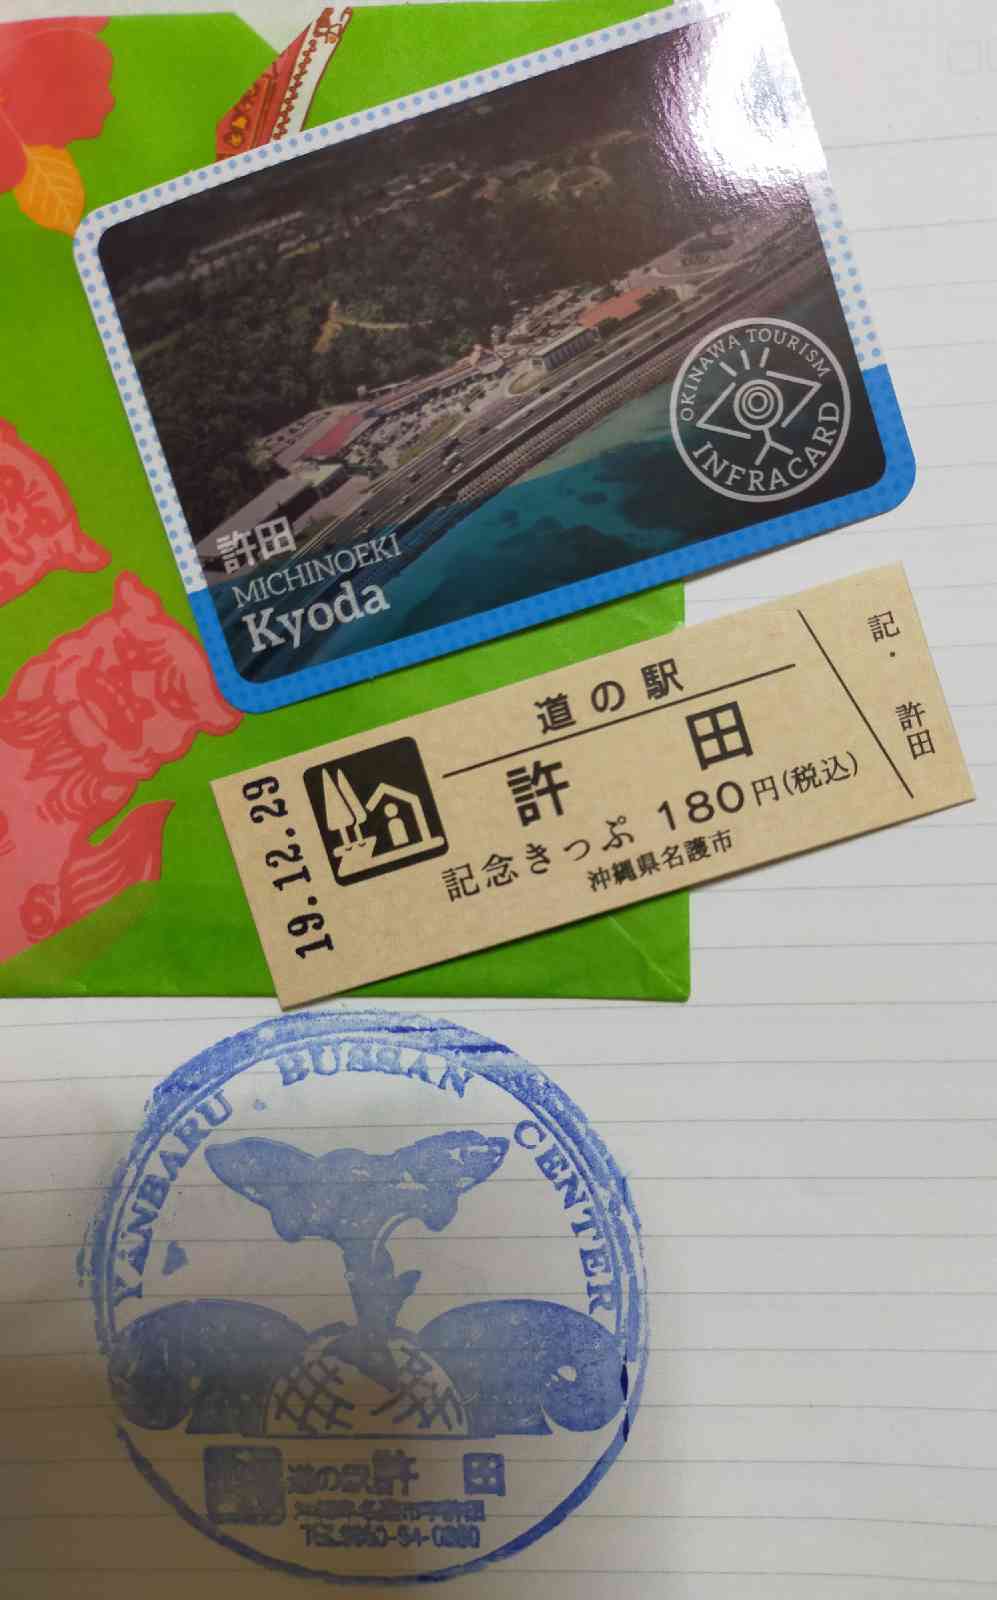 OKINAWA TOURISM
INFRACARD
許田
MICHINOEKI
Kyoda
道の駅
許田
記念きっぷ 180円(税込)
沖縄県名護市
記・許田
19.12.29
YANBARU・BUSSAN CENTER
道の駅 許田